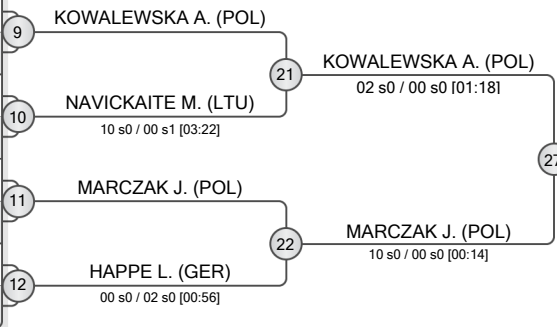 9
KOWALEWSKA A. (POL)
21
KOWALEWSKA A. (POL)
02 s0 / 00 s0 [01:18]
10
NAVICKAITE M. (LTU)
10 s0 / 00 s1 [03:22]
27
11
MARCZAK J. (POL)
22
MARCZAK J. (POL)
10 s0 / 00 s0 [00:14]
12
HAPPE L. (GER)
00 s0 / 02 s0 [00:56]